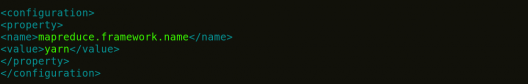 <configuration>
<property>
<name>mapreduce.framework.name</name>
<value>yarn</value>
</property>
</configuration>